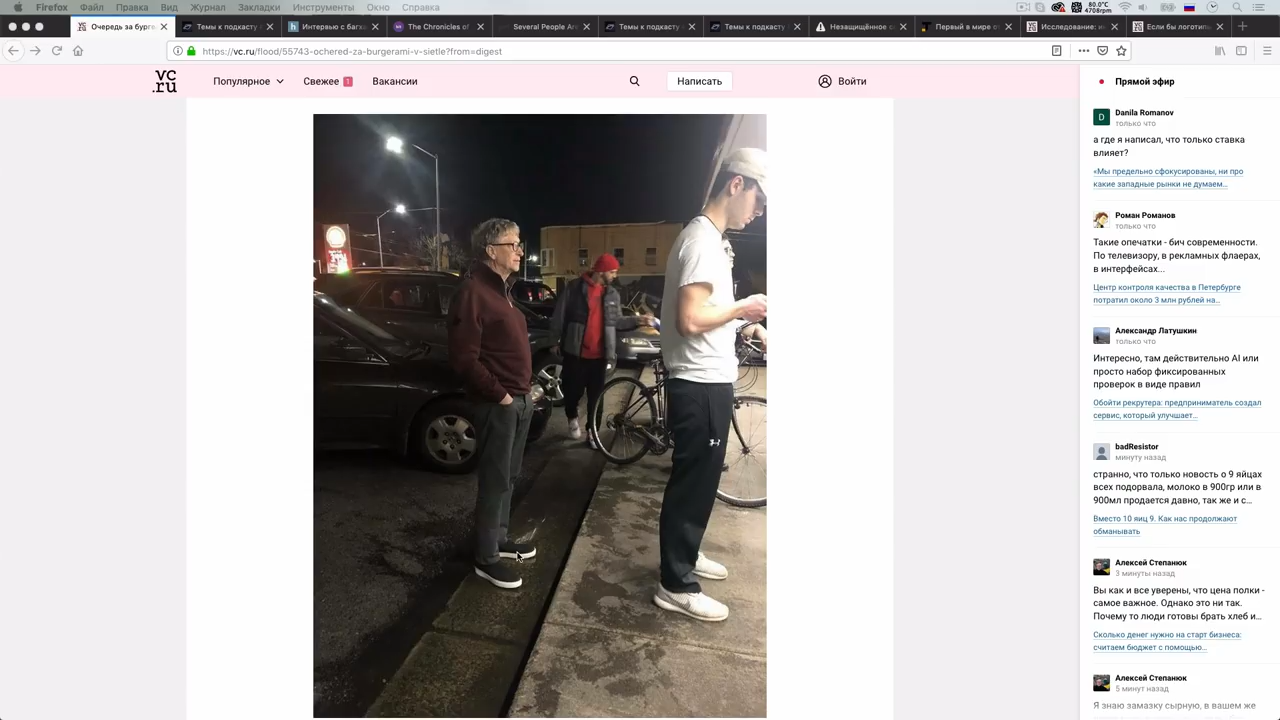 Firefox Файл Правка Вид Журнал Закладки Инструменты Окно Справка
80.0°C
4708rpm
Очередь за бурге
Темы к подкасту
Интервью с багха
The Chronicles of
Several People Are
Темы к подкасту
Темы к подкасту
Незащищённое с
Первый в мире о
Исследование: н
Если бы логотипы
https://vc.ru/flood/55743-ochered-za-burgerami-v-sietle?from=digest
vc
.ru
Популярное
Свежее 1
Вакансии
Написать
Войти
Прямой эфир
D
Danila Romanov
только что
а где я написал, что только ставка
влияет?
«Мы предельно сфокусированы, ни про
какие западные рынки не думаем…
Роман Романов
только что
Такие опечатки - бич современности.
По телевизору, в рекламных флаерах,
в интерфейсах...
Центр контроля качества в Петербурге
потратил около 3 млн рублей на…
Александр Латушкин
только что
Интересно, там действительно AI или
просто набор фиксированных
проверок в виде правил
Обойти рекрутера: предприниматель создал
сервис, который улучшает…
badResistor
минуту назад
странно, что только новость о 9 яйцах
всех подорвала, молоко в 900гр или в
900мл продается давно, так же и с…
Вместо 10 яиц 9. Как нас продолжают
обманывать
Алексей Степанюк
3 минуты назад
Вы как и все уверены, что цена полки -
самое важное. Однако это ни так.
Почему то люди готовы брать хлеб и…
Сколько денег нужно на старт бизнеса:
считаем бюджет с помощью…
Алексей Степанюк
5 минут назад
Я знаю замазку сырную, в вашем же